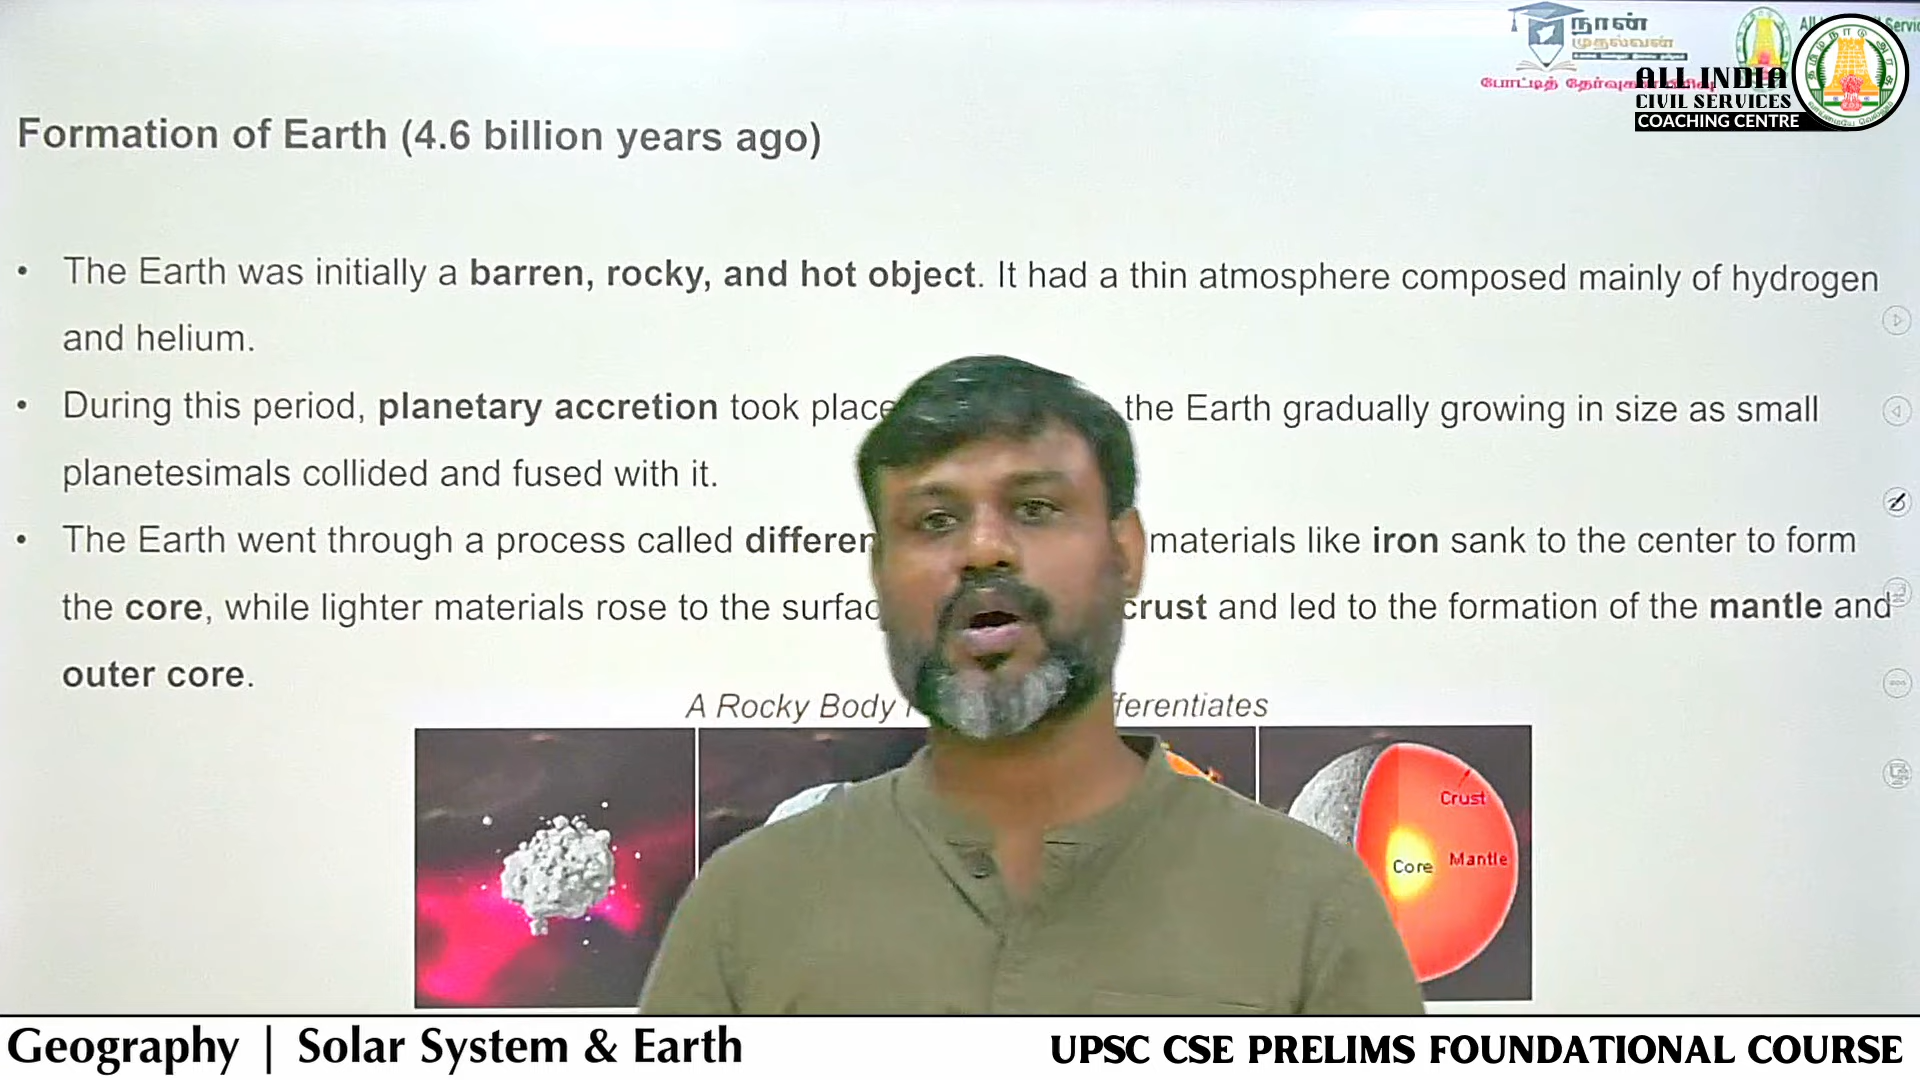 நான்
முதல்வன்
ALL INDIA
CIVIL SERVICES
COACHING CENTRE
Formation of Earth (4.6 billion years ago)
• The Earth was initially a barren, rocky, and hot object. It had a thin atmosphere composed mainly of hydrogen
and helium.
• During this period, planetary accretion took place the Earth gradually growing in size as small
planetesimals collided and fused with it.
• The Earth went through a process called materials like iron sank to the center to form
the core, while lighter materials rose to the crust and led to the formation of the mantle and
outer core.
A Rocky Body
Crust
Core Mantle
Geography | Solar System & Earth
UPSC CSE PRELIMS FOUNDATIONAL COURSE